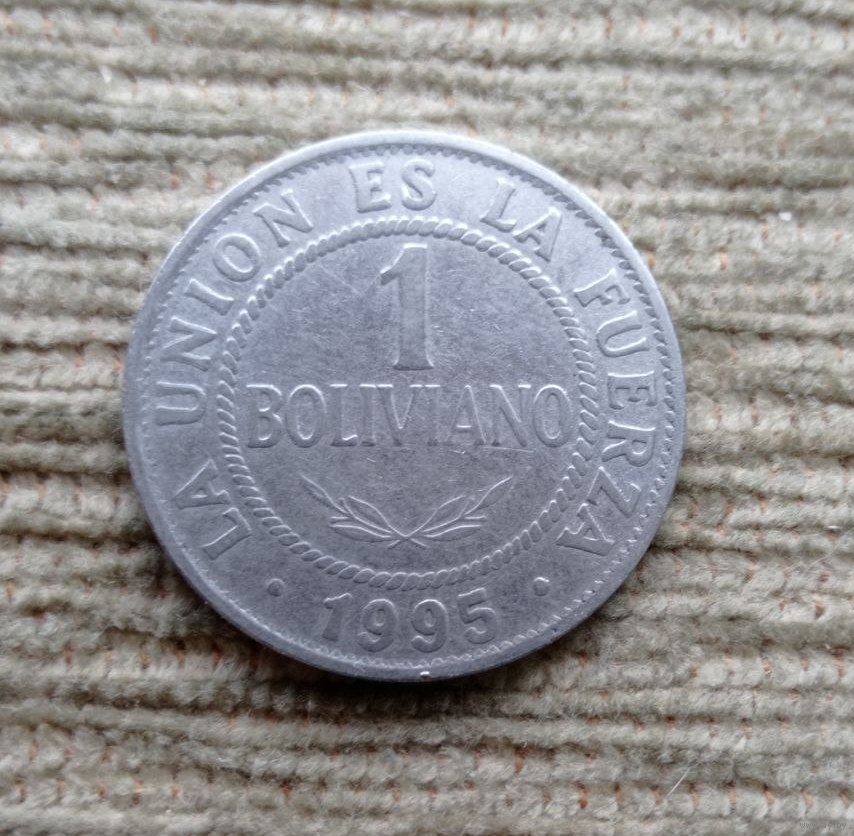 LA UNION ES LA FUERZA
1
BOLIVIANO
1995